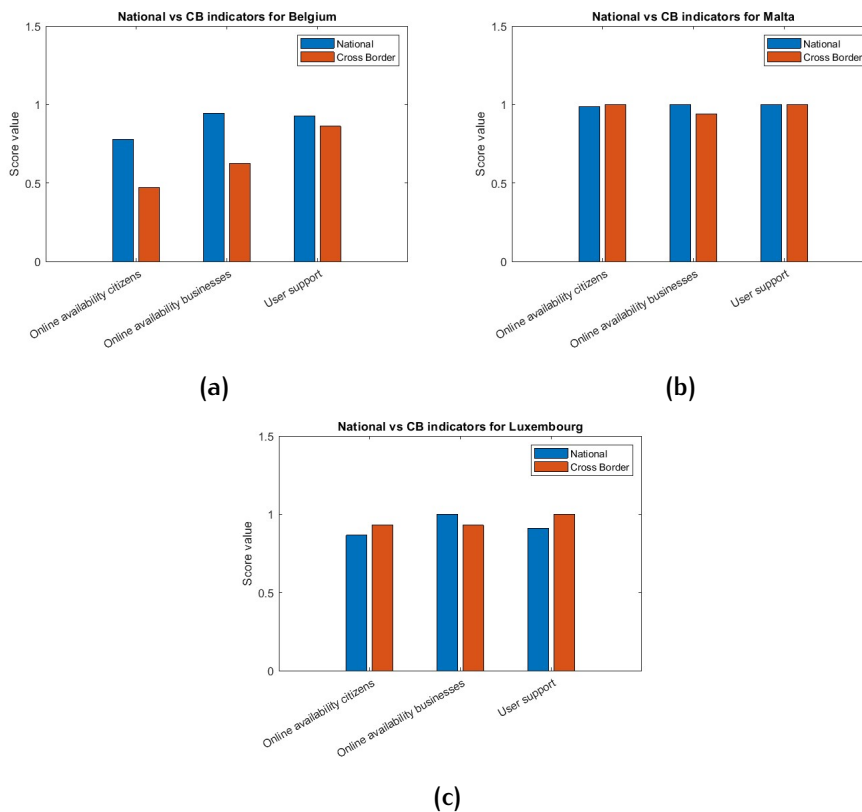 National vs CB indicators for Belgium
1.5
1
0.5
0
Score value
National
Cross Border
Online availability citizens
Online availability businesses
User support
(a)
National vs CB indicators for Malta
1.5
1
0.5
0
Score value
National
Cross Border
Online availability citizens
Online availability businesses
User support
(b)
National vs CB indicators for Luxembourg
1.5
1
0.5
0
Score value
National
Cross Border
Online availability citizens
Online availability businesses
User support
(c)